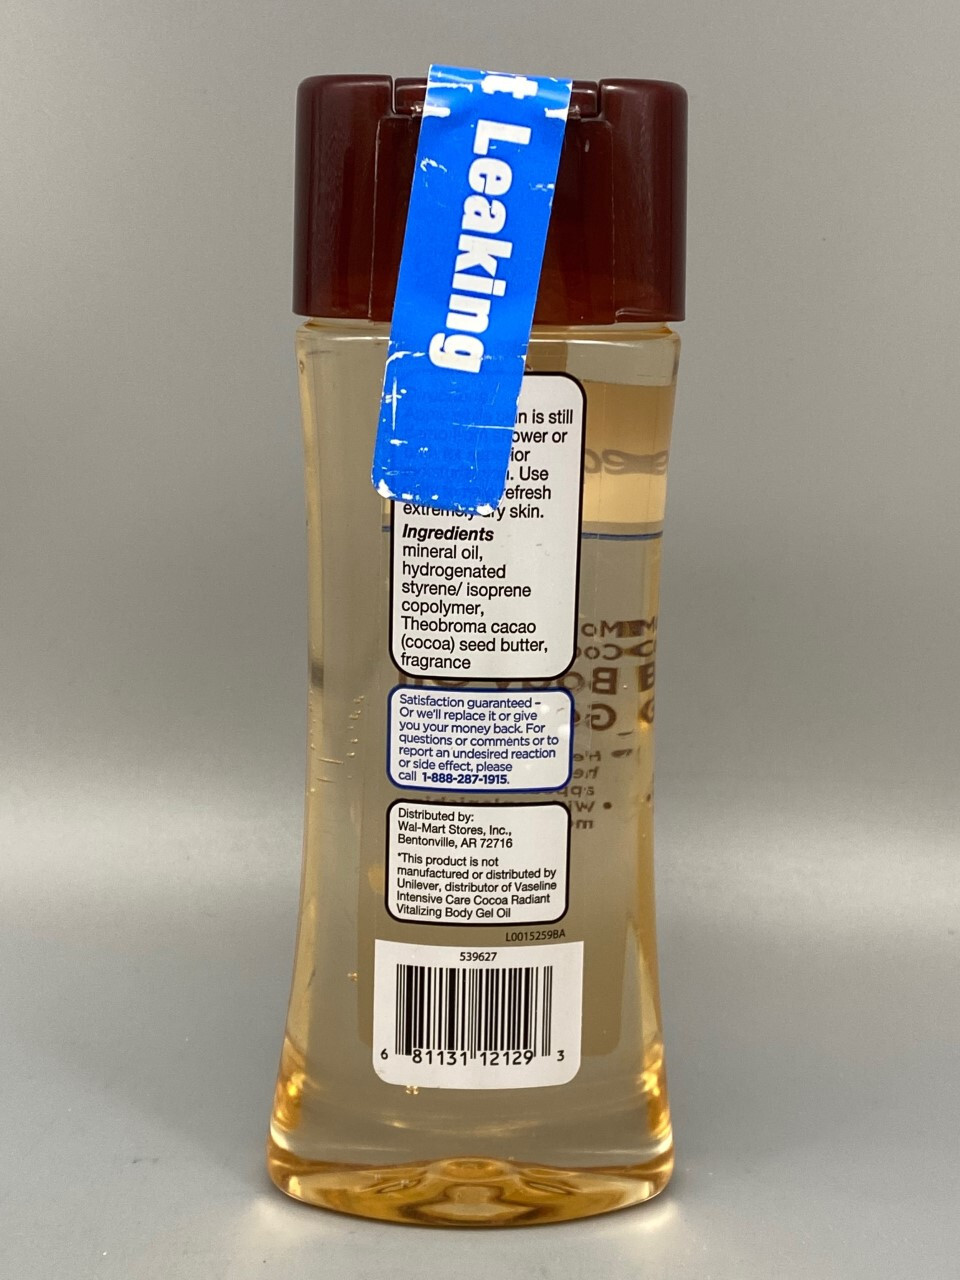 t Leaking
in is still
ower or
ior
. Use
refresh
extremely dry skin.
Ingredients
mineral oil,
hydrogenated
styrene/ isoprene
copolymer,
Theobroma cacao
(cocoa) seed butter,
fragrance
Satisfaction guaranteed –
Or we'll replace it or give
you your money back. For
questions or comments or to
report an undesired reaction
or side effect, please
call 1-888-287-1915.
Distributed by:
Wal-Mart Stores, Inc.,
Bentonville, AR 72716
*This product is not
manufactured or distributed by
Unilever, distributor of Vaseline
Intensive Care Cocoa Radiant
Vitalizing Body Gel Oil
L0015259BA
539627
6 81131 12129 3